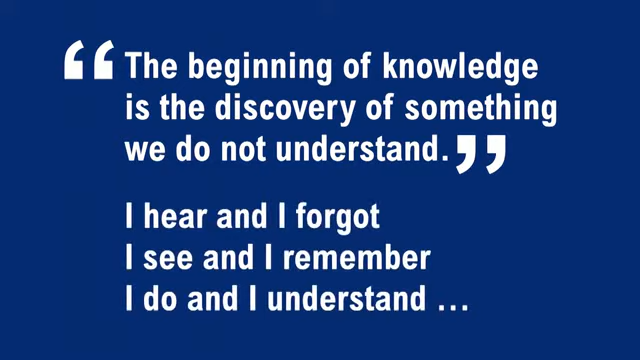 “The beginning of knowledge
is the discovery of something
we do not understand.”
I hear and I forgot
I see and I remember
I do and I understand ...